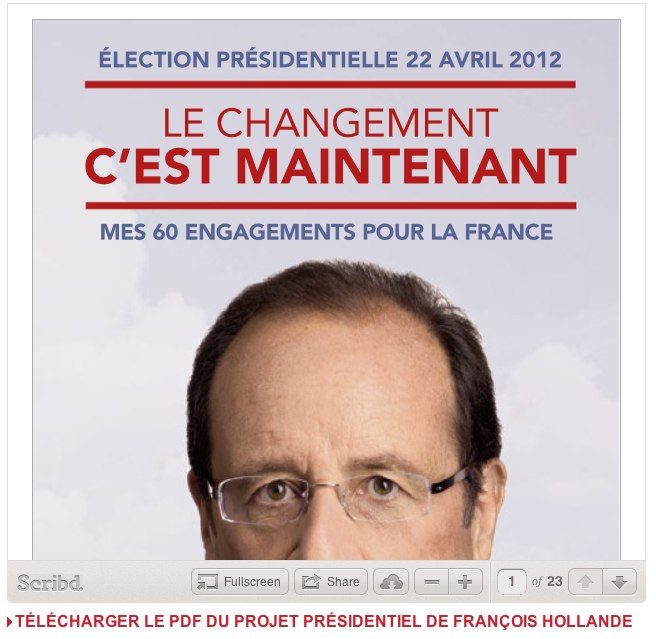 ÉLECTION PRÉSIDENTIELLE 22 AVRIL 2012
LE CHANGEMENT
C'EST MAINTENANT
MES 60 ENGAGEMENTS POUR LA FRANCE
Scribd.
Fullscreen
Share
1 of 23
TÉLÉCHARGER LE PDF DU PROJET PRÉSIDENTIEL DE FRANÇOIS HOLLANDE